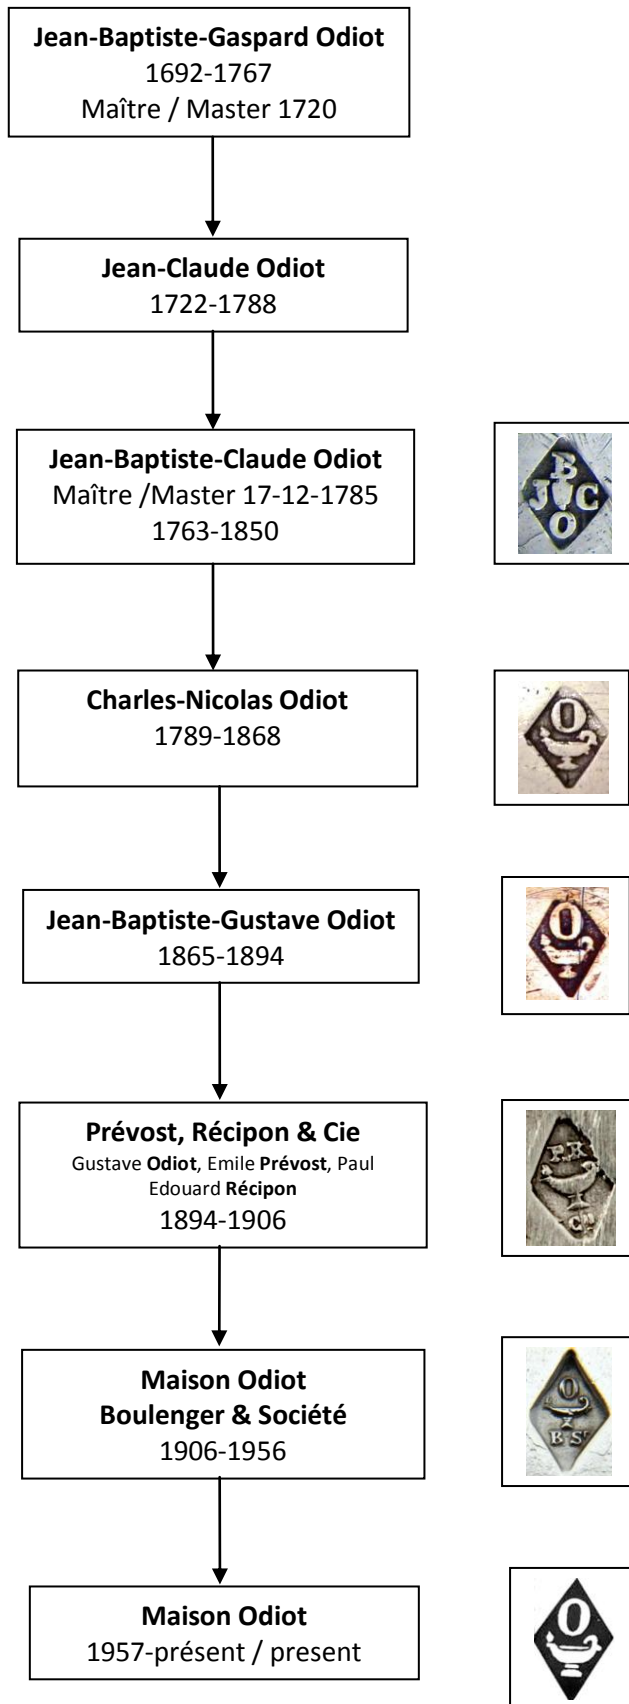 Jean-Baptiste-Gaspard Odiot
1692-1767
Maître / Master 1720
Jean-Claude Odiot
1722-1788
Jean-Baptiste-Claude Odiot
Maître /Master 17-12-1785
1763-1850
B
J C
O
Charles-Nicolas Odiot
1789-1868
O
Jean-Baptiste-Gustave Odiot
1865-1894
O
Prévost, Récipon & Cie
Gustave Odiot, Emile Prévost, Paul
Edouard Récipon
1894-1906
P.R
Maison Odiot
Boulenger & Société
1906-1956
O
Maison Odiot
1957-présent / present
O